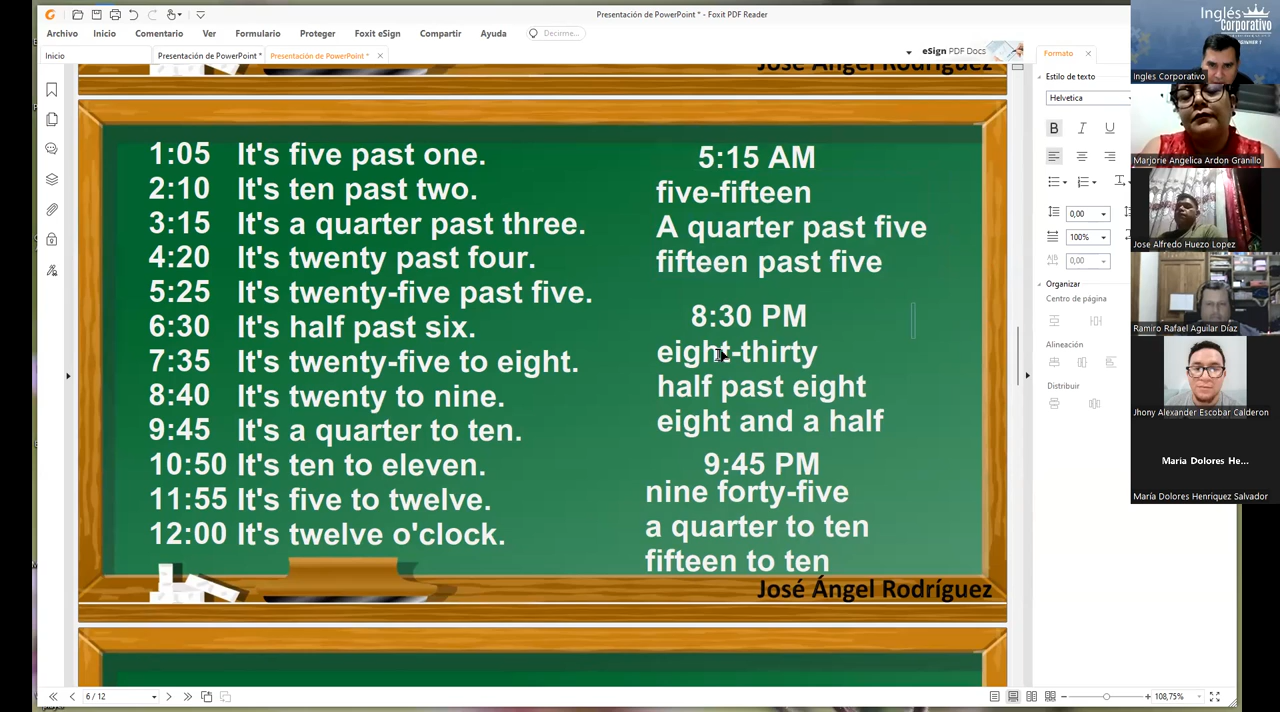 Presentación de PowerPoint * - Foxit PDF Reader
Archivo Inicio Comentario Ver Formulario Proteger Foxit eSign Compartir Ayuda Decirme...
Inicio Presentación de PowerPoint * Presentación de PowerPoint *
eSign PDF Docs
José Ángel Rodríguez
1:05 It's five past one.
2:10 It's ten past two.
3:15 It's a quarter past three.
4:20 It's twenty past four.
5:25 It's twenty-five past five.
6:30 It's half past six.
7:35 It's twenty-five to eight.
8:40 It's twenty to nine.
9:45 It's a quarter to ten.
10:50 It's ten to eleven.
11:55 It's five to twelve.
12:00 It's twelve o'clock.
5:15 AM
five-fifteen
A quarter past five
fifteen past five
8:30 PM
eight-thirty
half past eight
eight and a half
9:45 PM
nine forty-five
a quarter to ten
fifteen to ten
José Ángel Rodríguez
6 / 12
108,75%
Formato
Estilo de texto
Helvetica
B I U
0,00
100%
0,00
Organizar
Centro de página
Alineación
Distribuir
Inglés
Corporativo
Ingles Corporativo
Marjorie Angelica Ardon Granillo
Jose Alfredo Huezo Lopez
Ramiro Rafael Aguilar Díaz
Jhony Alexander Escobar Calderon
María Dolores He...
María Dolores Henriquez Salvador